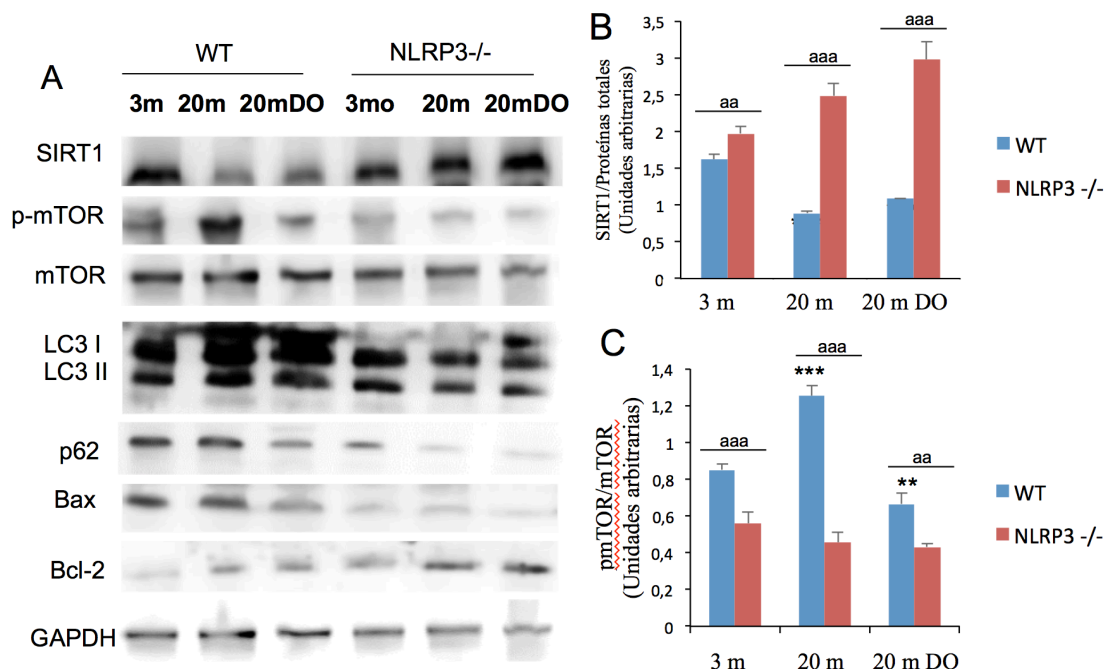 A
WT
NLRP3-/-
3m 20m 20mDO 3mo 20m 20mDO
SIRT1
p-mTOR
mTOR
LC3 I
LC3 II
p62
Bax
Bcl-2
GAPDH
B
SIRT1/Proteínas totales
(Unidades arbitrarias)
3,5
3
2,5
2
1,5
1
0,5
0
aa
aaa
aaa
3 m
20 m
20 m DO
WT
NLRP3 -/-
C
pmTOR/mTOR
(Unidades arbitrarias)
1,4
1,2
1
0,8
0,6
0,4
0,2
0
aaa
aaa
***
aa
**
3 m
20 m
20 m DO
WT
NLRP3 -/-